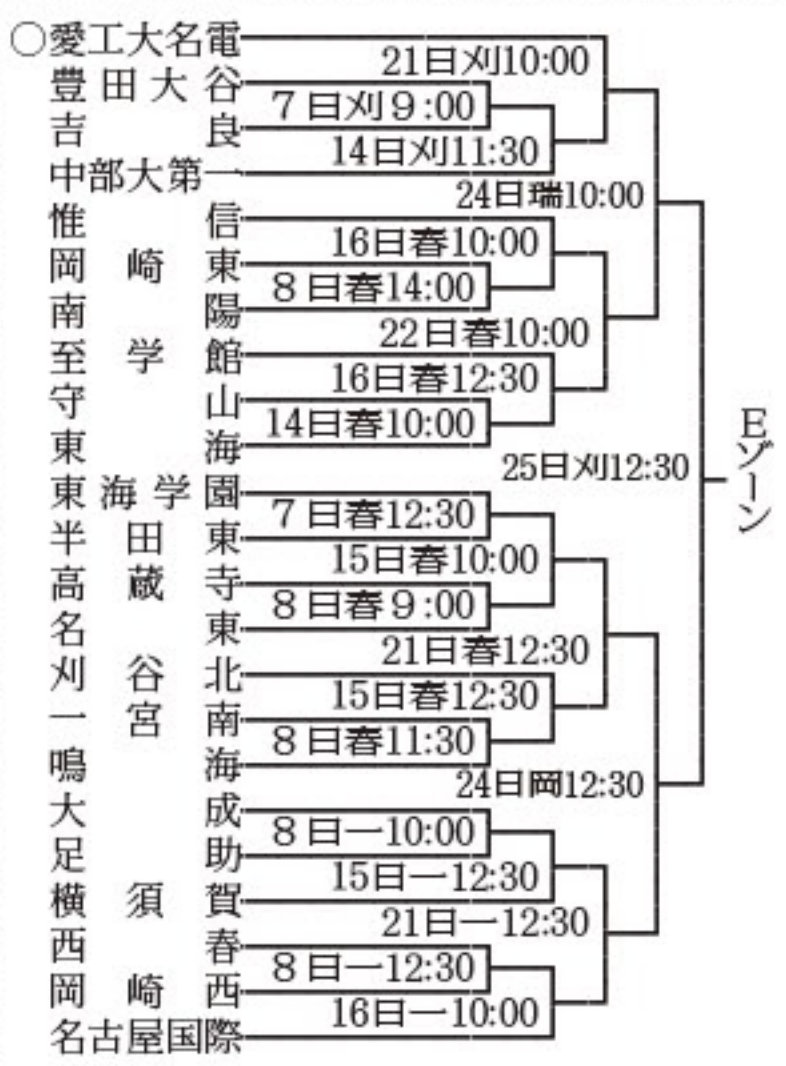 ○愛工大名電
21日刈10:00
豊田大谷
7日刈9:00
吉良
14日刈11:30
中部大第一
24日瑞10:00
惟信
16日春10:00
岡崎東
8日春14:00
南陽
22日春10:00
至学館
16日春12:30
守山
14日春10:00
東海
25日刈12:30
Eゾーン
東海学園
7日春12:30
半田東
15日春10:00
高蔵寺
8日春9:00
名東
21日春12:30
刈谷北
15日春12:30
一宮南
8日春11:30
鳴海
24日岡12:30
大成
8日一10:00
足助
15日一12:30
横須賀
21日一12:30
西春
8日一12:30
岡崎西
16日一10:00
名古屋国際